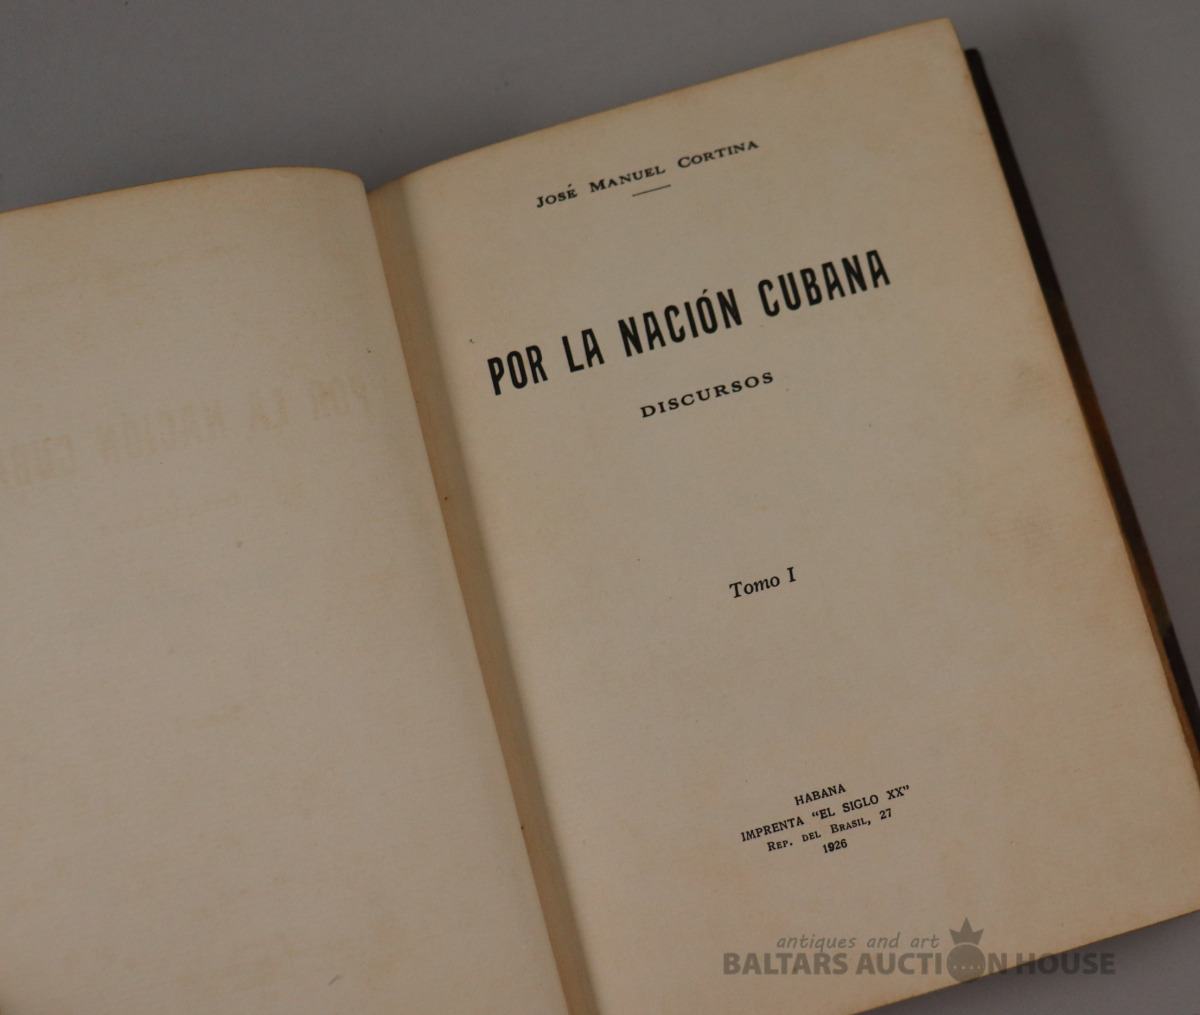 JOSÉ MANUEL CORTINA
POR LA NACIÓN CUBANA
DISCURSOS
Tomo I
HABANA
IMPRENTA "EL SIGLO XX"
REP. DEL BRASIL, 27
1926
antiques and art
BALTARS AUCTION HOUSE